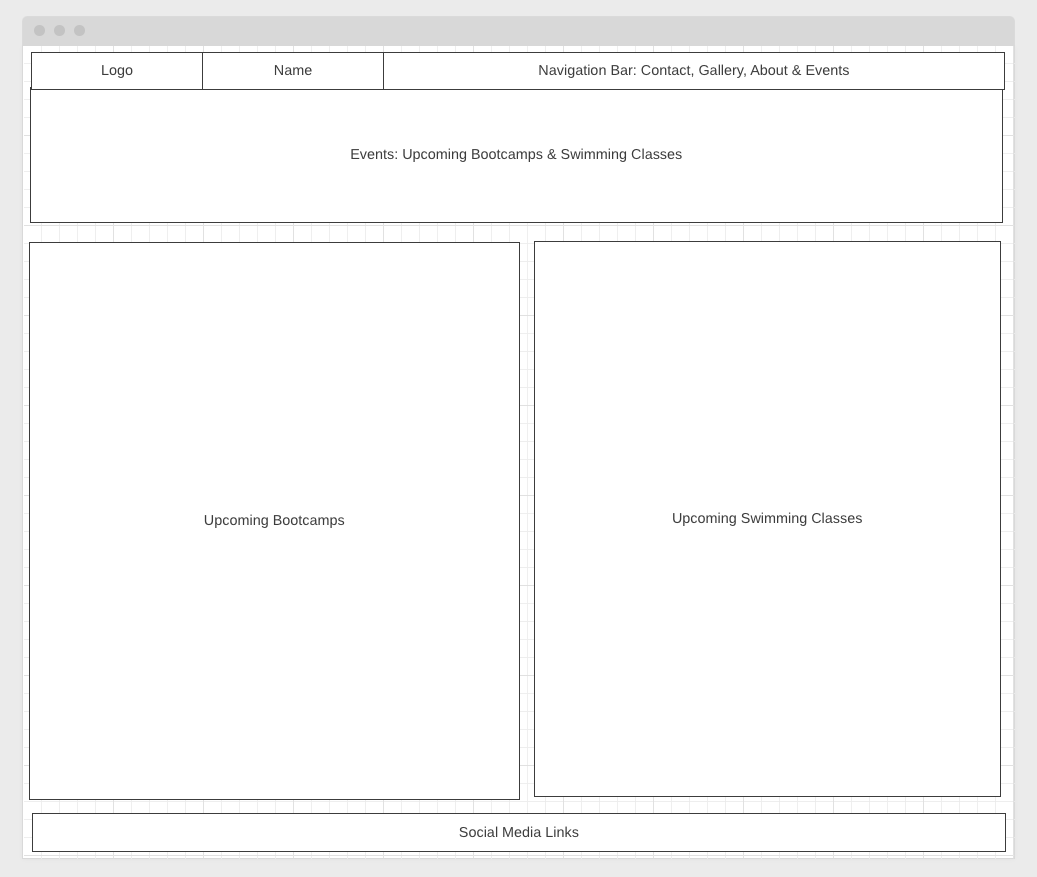 Logo
Name
Navigation Bar: Contact, Gallery, About & Events
Events: Upcoming Bootcamps & Swimming Classes
Upcoming Bootcamps
Upcoming Swimming Classes
Social Media Links